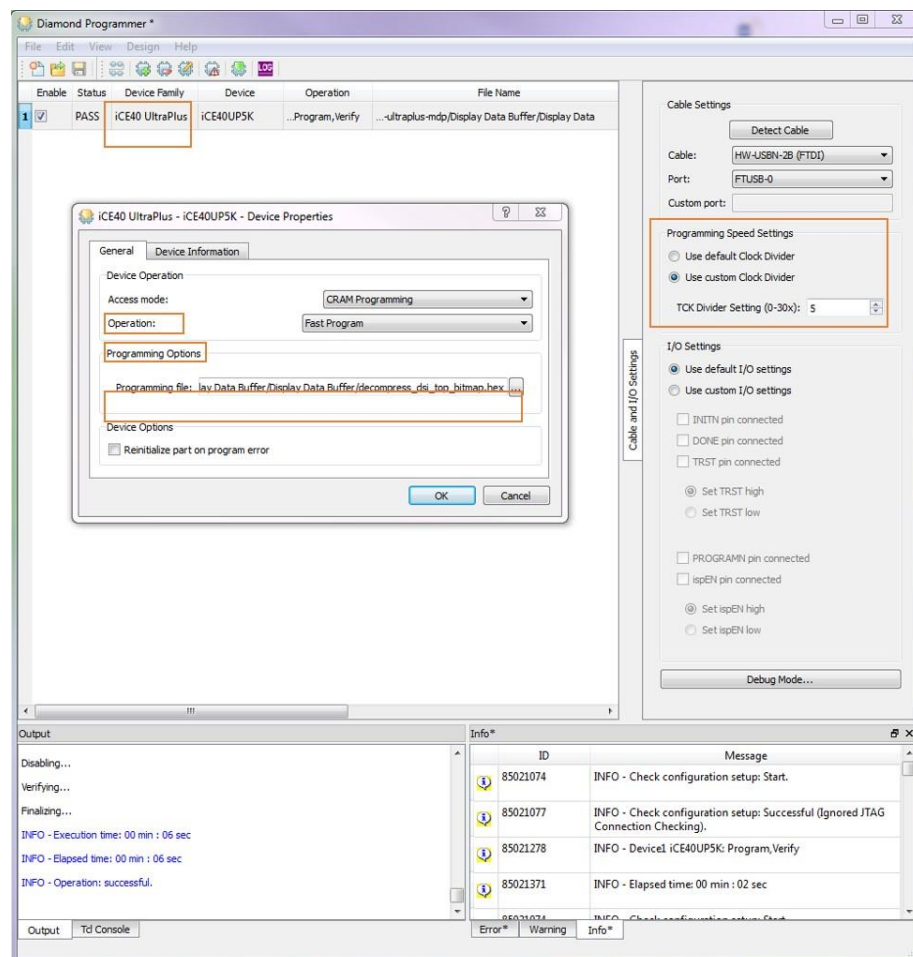 Diamond Programmer *
File Edit View Design Help
LOG
Enable Status Device Family Device Operation File Name
1 PASS iCE40 UltraPlus iCE40UP5K ...Program,Verify ...-ultraplus-mdp/Display Data Buffer/Display Data
Cable Settings
Detect Cable
Cable: HW-USBN-2B (FTDI)
Port: FTUSB-0
Custom port:
Programming Speed Settings
Use default Clock Divider
Use custom Clock Divider
TCK Divider Setting (0-30x): 5
I/O Settings
Use default I/O settings
Use custom I/O settings
INITN pin connected
DONE pin connected
TRST pin connected
Set TRST high
Set TRST low
PROGRAMN pin connected
ispEN pin connected
Set ispEN high
Set ispEN low
Debug Mode...
Cable and I/O Settings
iCE40 UltraPlus - iCE40UP5K - Device Properties
General Device Information
Device Operation
Access mode: CRAM Programming
Operation: Fast Program
Programming Options
Programming file: lay Data Buffer/Display Data Buffer/decompress_dsi_top_bitmap.hex ...
Device Options
Reinitialize part on program error
OK Cancel
Output
Disabling...
Verifying...
Finalizing...
INFO - Execution time: 00 min : 06 sec
INFO - Elapsed time: 00 min : 06 sec
INFO - Operation: successful.
Output Tcl Console
Info*
ID Message
85021074 INFO - Check configuration setup: Start.
85021077 INFO - Check configuration setup: Successful (Ignored JTAG
Connection Checking).
85021278 INFO - Device1 iCE40UP5K: Program,Verify
85021371 INFO - Elapsed time: 00 min : 02 sec
85021074 INFO - Check configuration setup: Start.
Error* Warning Info*